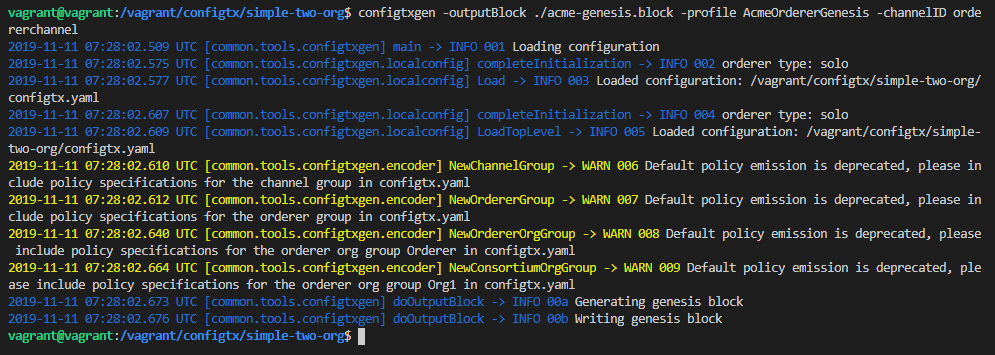 vagrant@vagrant:/vagrant/configtx/simple-two-org$ configtxgen -outputBlock ./acme-genesis.block -profile AcmeOrdererGenesis -channelID orde
rerchannel
2019-11-11 07:28:02.509 UTC [common.tools.configtxgen] main -> INFO 001 Loading configuration
2019-11-11 07:28:02.575 UTC [common.tools.configtxgen.localconfig] completeInitialization -> INFO 002 orderer type: solo
2019-11-11 07:28:02.577 UTC [common.tools.configtxgen.localconfig] Load -> INFO 003 Loaded configuration: /vagrant/configtx/simple-two-org/
configtx.yaml
2019-11-11 07:28:02.607 UTC [common.tools.configtxgen.localconfig] completeInitialization -> INFO 004 orderer type: solo
2019-11-11 07:28:02.609 UTC [common.tools.configtxgen.localconfig] LoadTopLevel -> INFO 005 Loaded configuration: /vagrant/configtx/simple-
two-org/configtx.yaml
2019-11-11 07:28:02.610 UTC [common.tools.configtxgen.encoder] NewChannelGroup -> WARN 006 Default policy emission is deprecated, please in
clude policy specifications for the channel group in configtx.yaml
2019-11-11 07:28:02.612 UTC [common.tools.configtxgen.encoder] NewOrdererGroup -> WARN 007 Default policy emission is deprecated, please in
clude policy specifications for the orderer group in configtx.yaml
2019-11-11 07:28:02.640 UTC [common.tools.configtxgen.encoder] NewOrdererOrgGroup -> WARN 008 Default policy emission is deprecated, please
 include policy specifications for the orderer org group Orderer in configtx.yaml
2019-11-11 07:28:02.664 UTC [common.tools.configtxgen.encoder] NewConsortiumOrgGroup -> WARN 009 Default policy emission is deprecated, ple
ase include policy specifications for the orderer org group Org1 in configtx.yaml
2019-11-11 07:28:02.673 UTC [common.tools.configtxgen] doOutputBlock -> INFO 00a Generating genesis block
2019-11-11 07:28:02.676 UTC [common.tools.configtxgen] doOutputBlock -> INFO 00b Writing genesis block
vagrant@vagrant:/vagrant/configtx/simple-two-org$